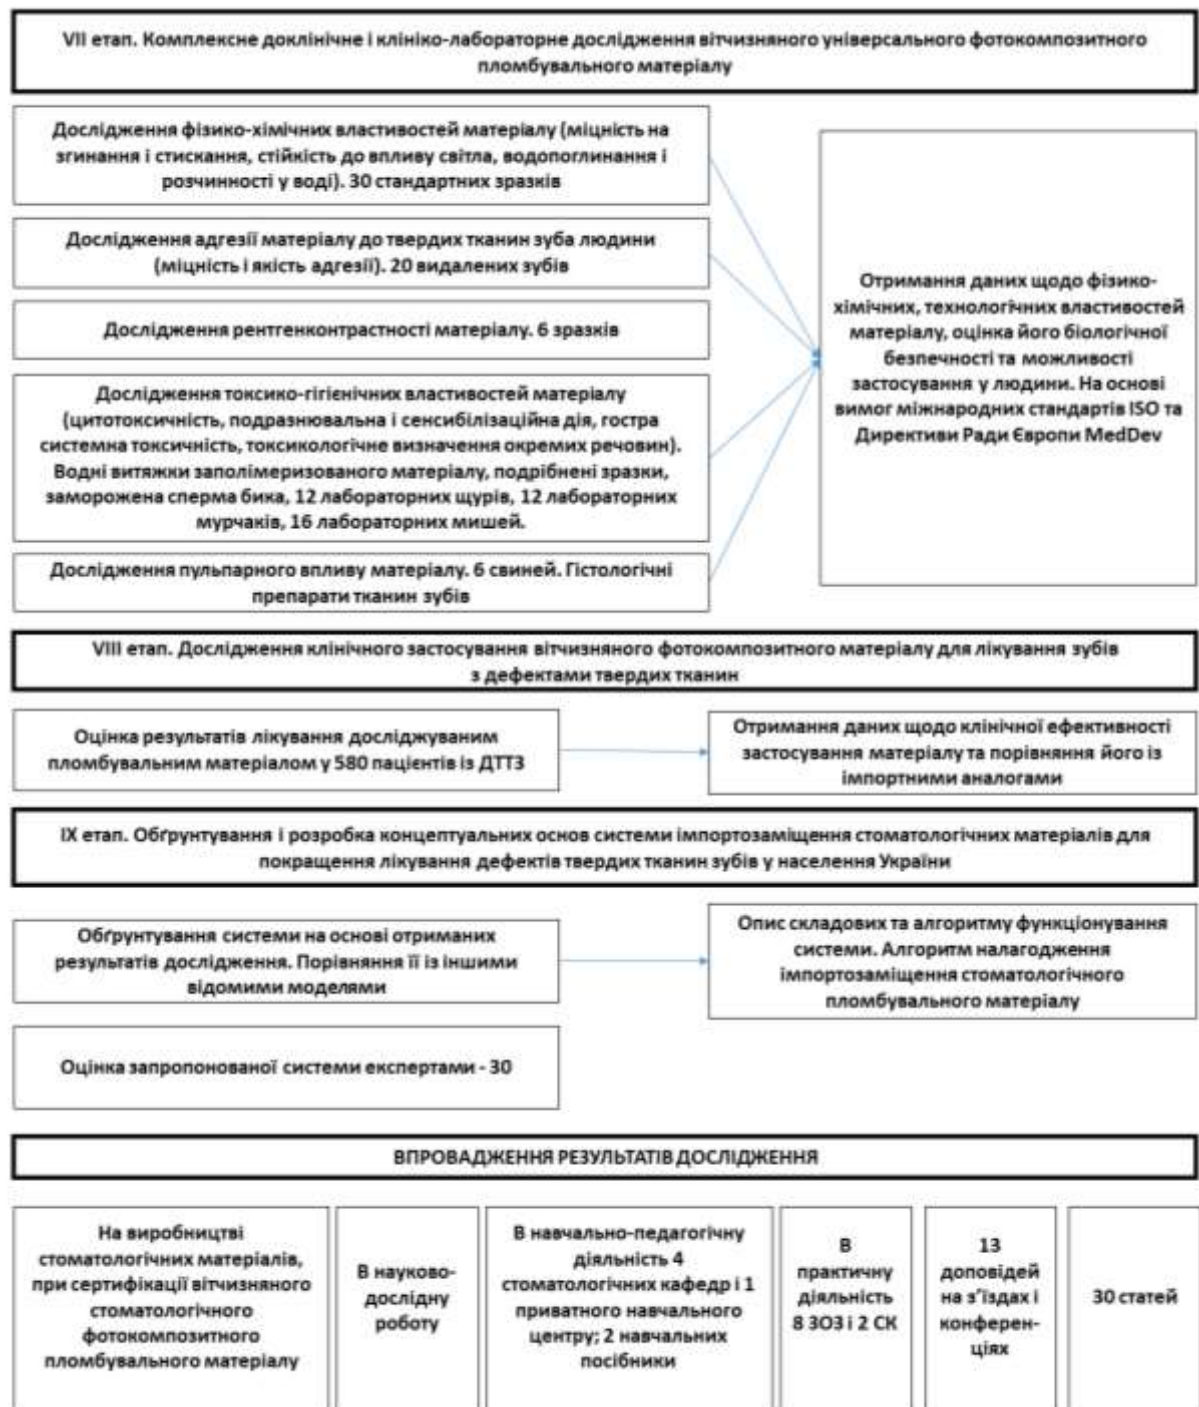 VII етап. Комплексне доклінічне і клініко-лабораторне дослідження вітчизняного універсального фотокомпозитного
пломбувального матеріалу
Дослідження фізико-хімічних властивостей матеріалу (міцність на
згинання і стискання, стійкість до впливу світла, водопоглинання і
розчинності у воді). 30 стандартних зразків
Дослідження адгезії матеріалу до твердих тканин зуба людини
(міцність і якість адгезії). 20 видалених зубів
Дослідження рентгенконтрастності матеріалу. 6 зразків
Дослідження токсико-гігієнічних властивостей матеріалу
(цитотоксичність, подразнювальна і сенсибілізаційна дія, гостра
системна токсичність, токсикологічне визначення окремих речовин).
Водні витяжки заполімеризованого матеріалу, подрібнені зразки,
заморожена сперма бика, 12 лабораторних щурів, 12 лабораторних
мурчаків, 16 лабораторних мишей.
Дослідження пульпарного впливу матеріалу. 6 свиней. Гістологічні
препарати тканин зубів
Отримання даних щодо фізико-
хімічних, технологічних властивостей
матеріалу, оцінка його біологічної
безпечності та можливості
застосування у людини. На основі
вимог міжнародних стандартів ISO та
Директиви Ради Європи MedDev
VIII етап. Дослідження клінічного застосування вітчизняного фотокомпозитного матеріалу для лікування зубів
з дефектами твердих тканин
Оцінка результатів лікування досліджуваним
пломбувальним матеріалом у 580 пацієнтів із ДТТЗ
Отримання даних щодо клінічної ефективності
застосування матеріалу та порівняння його із
імпортними аналогами
IX етап. Обґрунтування і розробка концептуальних основ системи імпортозаміщення стоматологічних матеріалів для
покращення лікування дефектів твердих тканин зубів у населення України
Обґрунтування системи на основі отриманих
результатів дослідження. Порівняння її із іншими
відомими моделями
Опис складових та алгоритму функціонування
системи. Алгоритм налагодження
імпортозаміщення стоматологічного
пломбувального матеріалу
Оцінка запропонованої системи експертами - 30
ВПРОВАДЖЕННЯ РЕЗУЛЬТАТІВ ДОСЛІДЖЕННЯ
На виробництві
стоматологічних матеріалів,
при сертифікації вітчизняного
стоматологічного
фотокомпозитного
пломбувального матеріалу
В науково-
дослідну
роботу
В навчально-педагогічну
діяльність 4
стоматологічних кафедр і 1
приватного навчального
центру; 2 навчальних
посібники
В
практичну
діяльність
8 ЗОЗ і 2 СК
13
доповідей
на з'їздах і
конферен-
ціях
30 статей